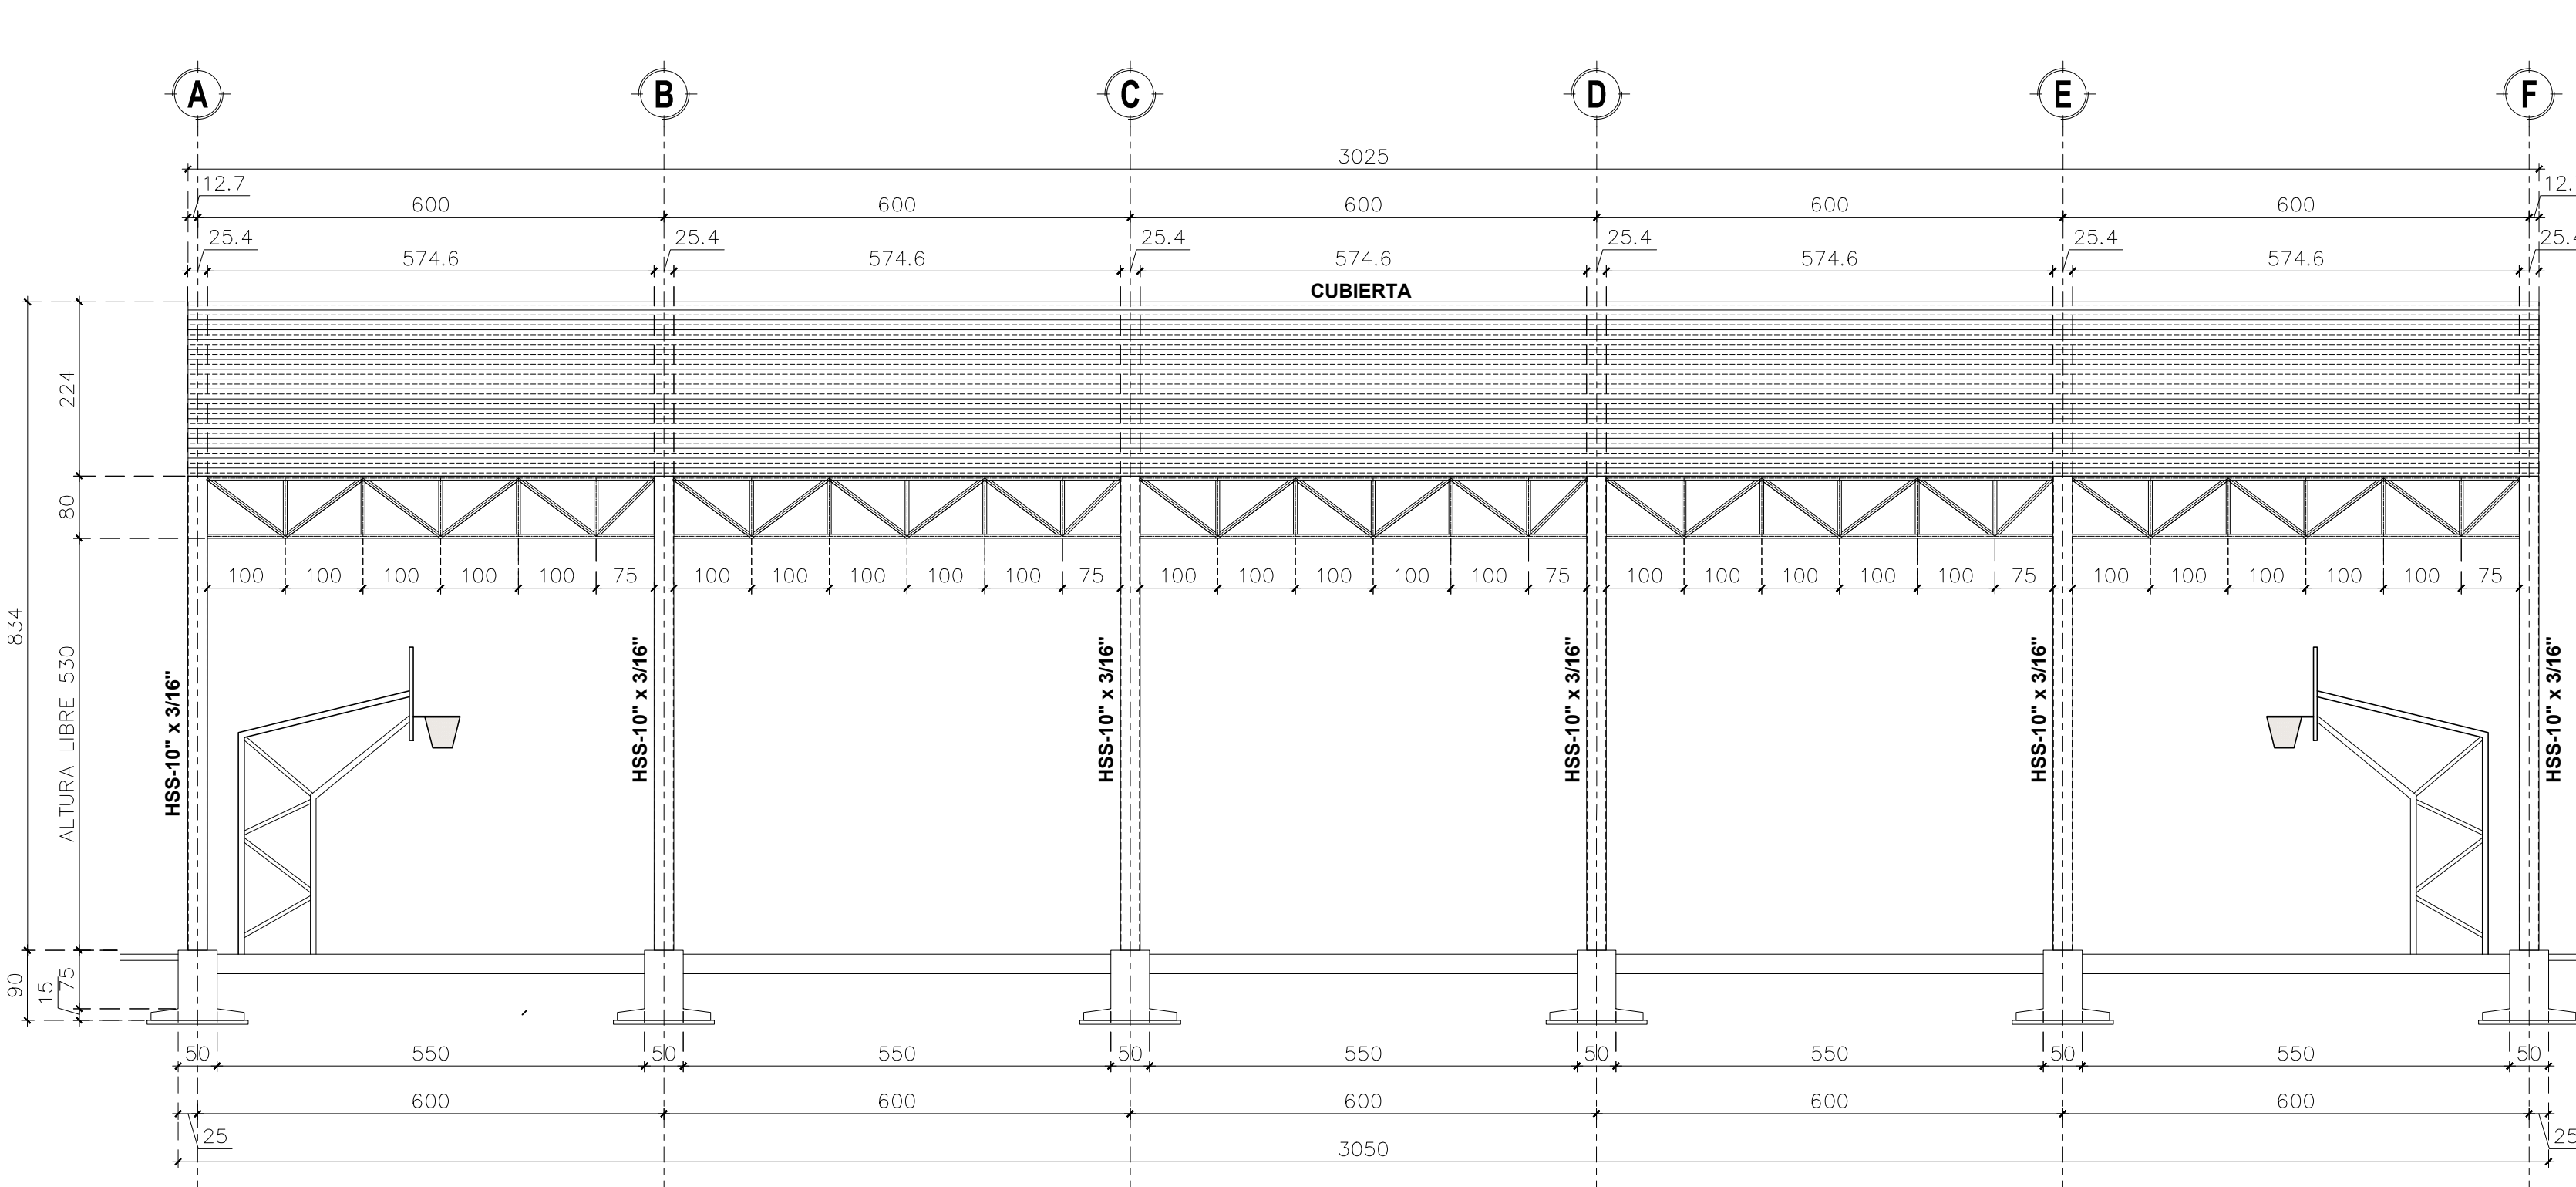 A B C D E F
3025
12.7 12.
600 600 600 600 600
25.4 25.4 25.4 25.4 25.4 25.4
574.6 574.6 574.6 574.6 574.6
CUBIERTA
224
80
100 100 100 100 100 75 100 100 100 100 100 75 100 100 100 100 100 75 100 100 100 100 100 75 100 100 100 100 100 75
834
ALTURA LIBRE 530
HSS-10" x 3/16"
HSS-10" x 3/16"
HSS-10" x 3/16"
HSS-10" x 3/16"
HSS-10" x 3/16"
HSS-10" x 3/16"
90
15
75
50 550 50 550 50 550 50 550 50 550 50
600 600 600 600 600
25 25
3050